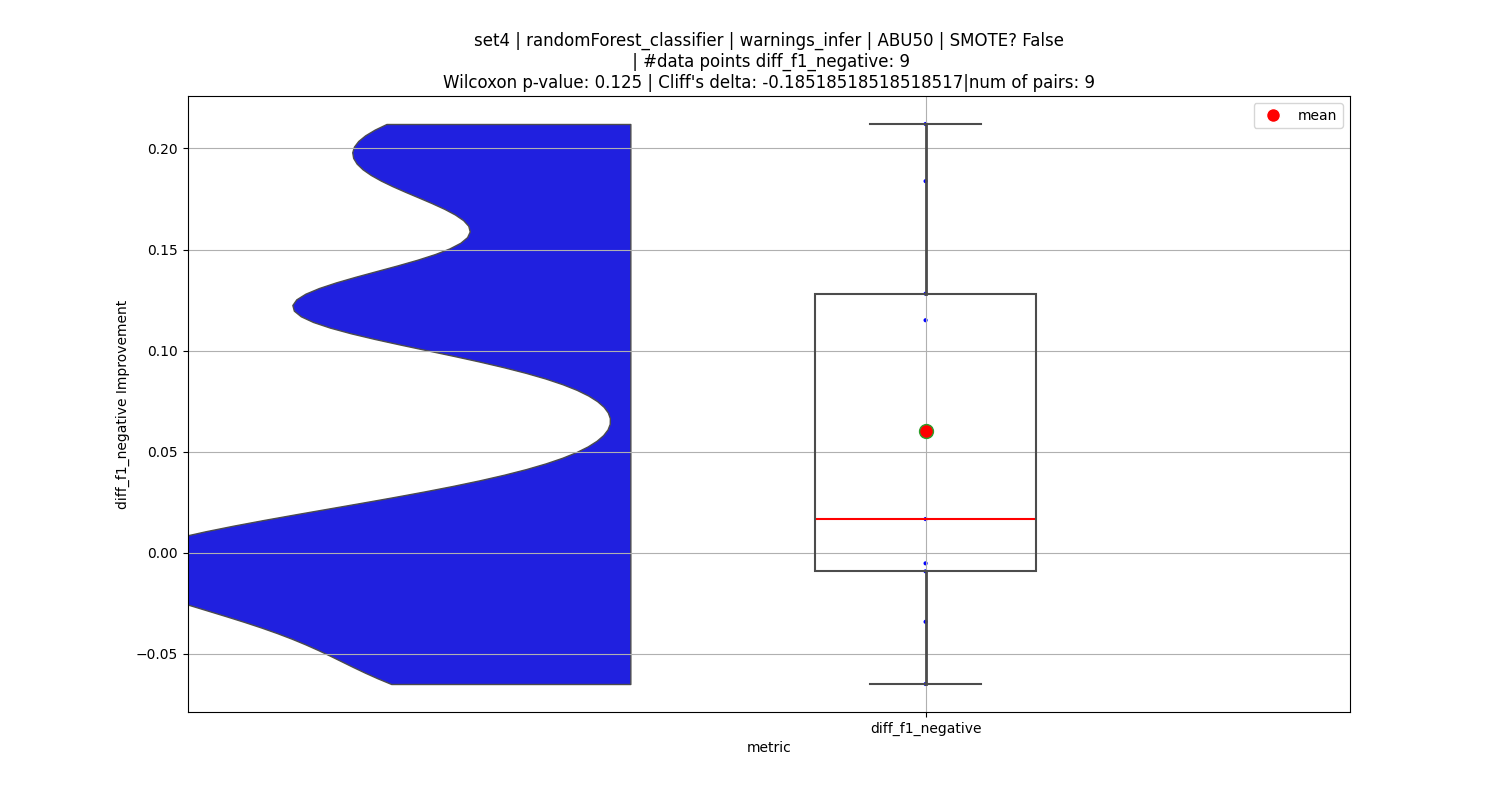 set4 | randomForest_classifier | warnings_infer | ABU50 | SMOTE? False
| #data points diff_f1_negative: 9
Wilcoxon p-value: 0.125 | Cliff's delta: -0.18518518518518517|num of pairs: 9
mean
0.20
0.15
0.10
0.05
0.00
−0.05
diff_f1_negative Improvement
diff_f1_negative
metric